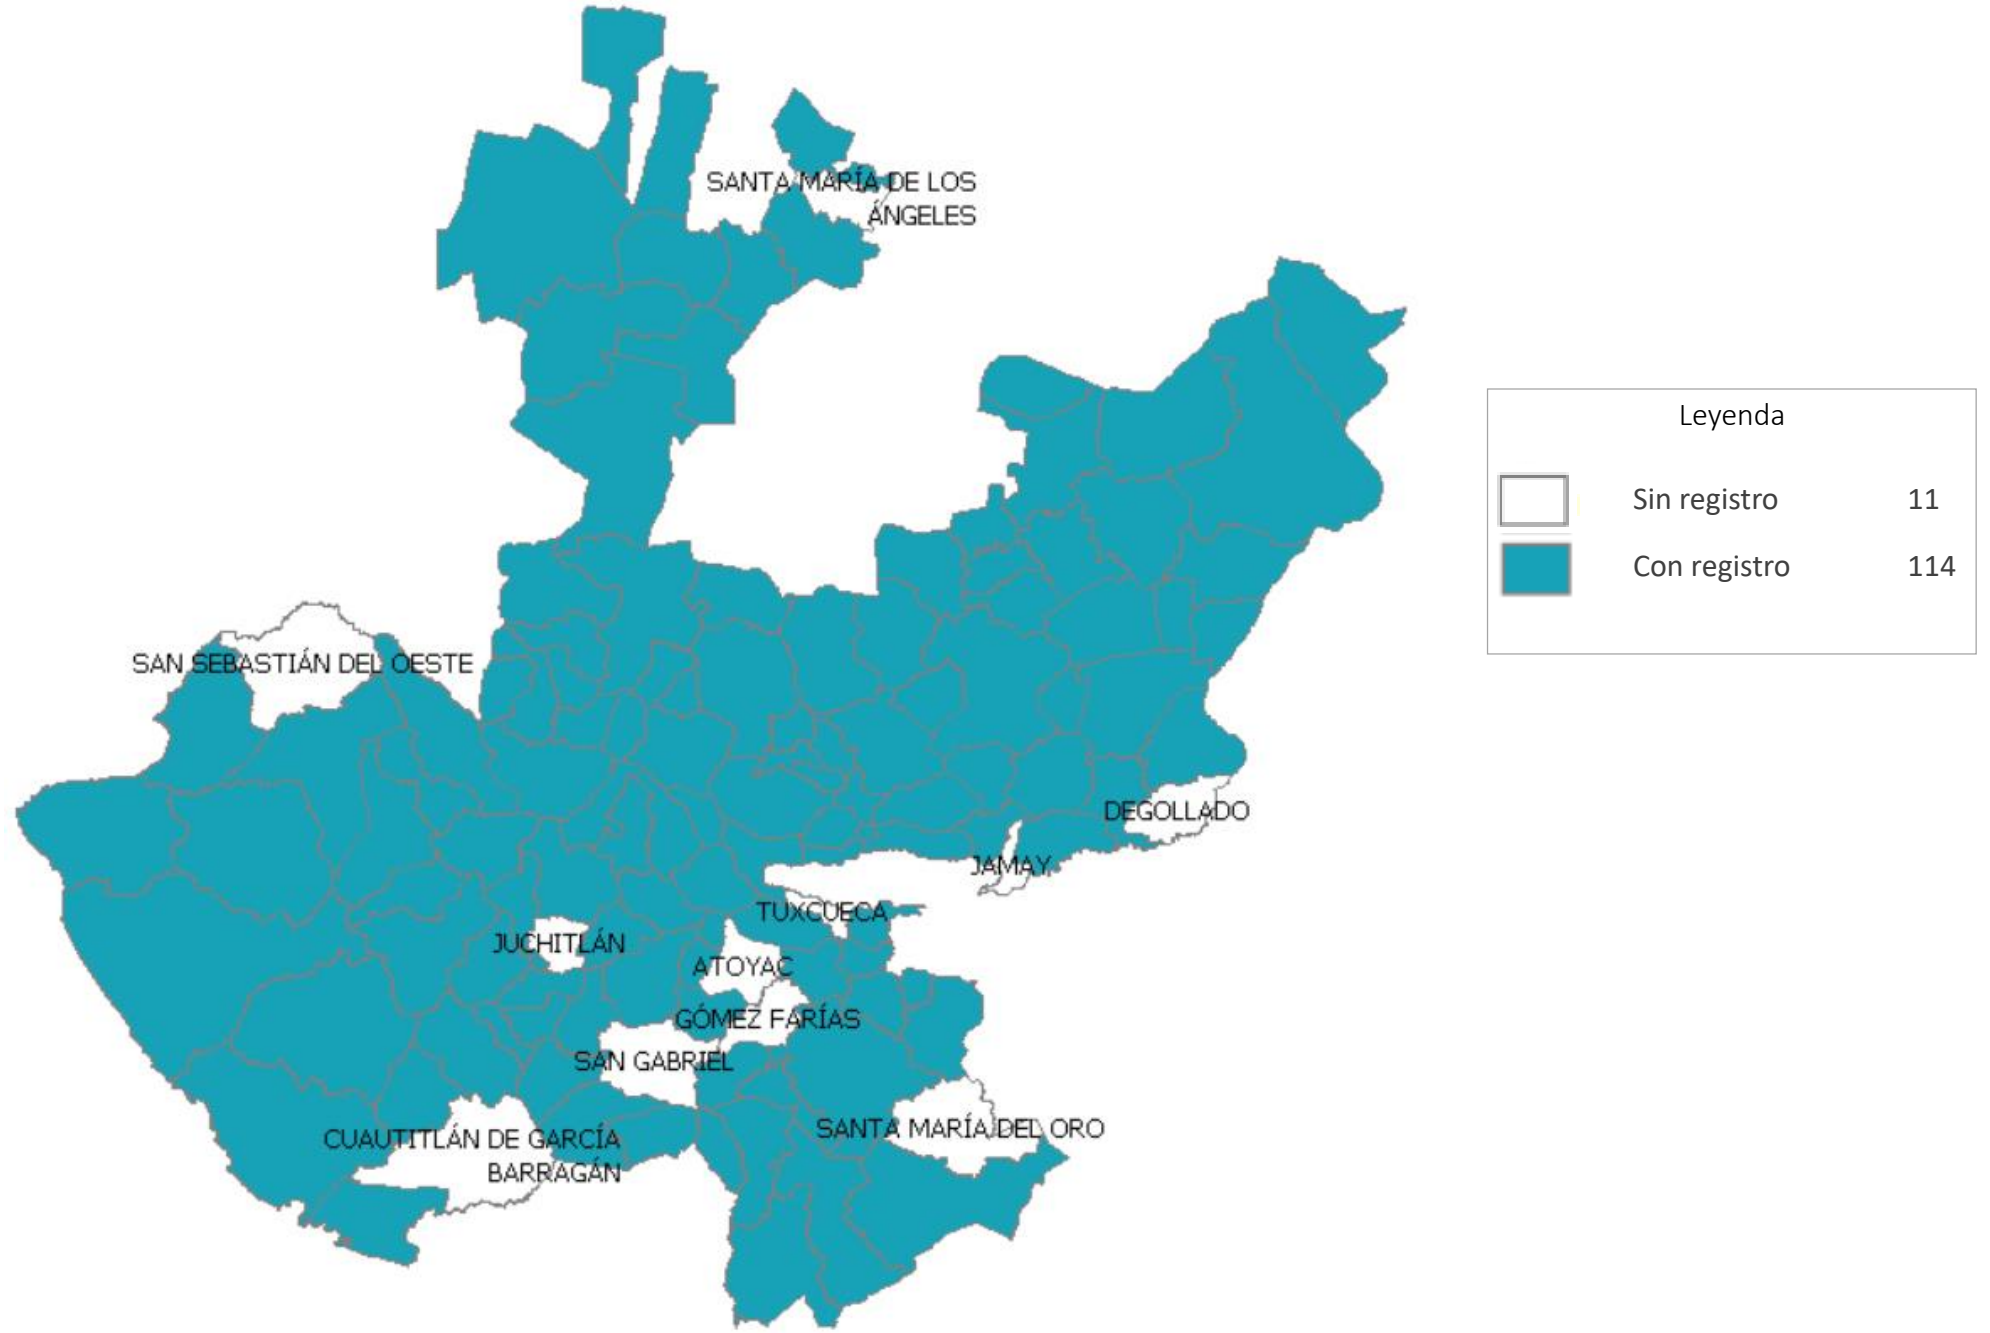 SANTA MARÍA DE LOS
ÁNGELES
Leyenda
Sin registro 11
Con registro 114
SAN SEBASTIÁN DEL OESTE
DEGOLLADO
JAMAY
TUXCUECA
JUCHITLÁN
ATOYAC
GÓMEZ FARÍAS
SAN GABRIEL
SANTA MARÍA DEL ORO
CUAUTITLÁN DE GARCÍA
BARRAGÁN